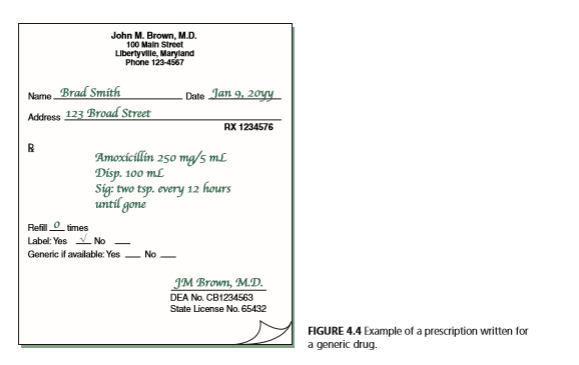 John M. Brown, M.D.
100 Main Street
Libertyville, Maryland
Phone 123-4567
Name Brad Smith Date Jan 9, 20yy
Address 123 Broad Street
RX 1234576
℞
Amoxicillin 250 mg/5 mL
Disp. 100 mL
Sig: two tsp. every 12 hours
until gone
Refill 0 times
Label: Yes √ No
Generic if available: Yes No
JM Brown, M.D.
DEA No. CB1234563
State License No. 65432
FIGURE 4.4 Example of a prescription written for
a generic drug.